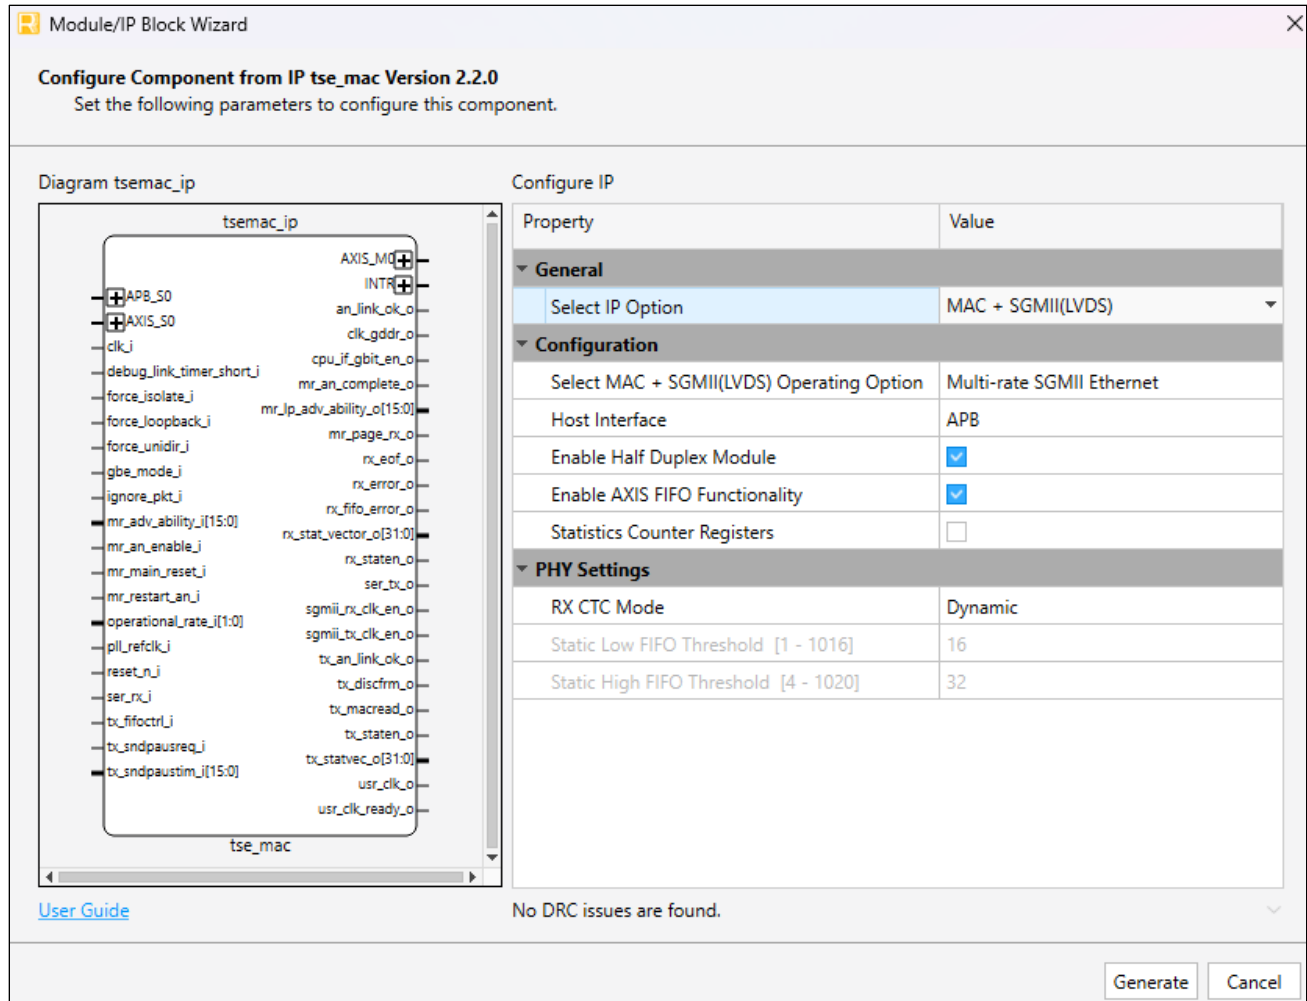 Module/IP Block Wizard
Configure Component from IP tse_mac Version 2.2.0
Set the following parameters to configure this component.
Diagram tsemac_ip
tsemac_ip
APB_S0
AXIS_S0
clk_i
debug_link_timer_short_i
force_isolate_i
force_loopback_i
force_unidir_i
gbe_mode_i
ignore_pkt_i
mr_adv_ability_i[15:0]
mr_an_enable_i
mr_main_reset_i
mr_restart_an_i
operational_rate_i[1:0]
pll_refclk_i
reset_n_i
ser_rx_i
tx_fifoctrl_i
tx_sndpausreq_i
tx_sndpaustim_i[15:0]
AXIS_M0
INTR
an_link_ok_o
clk_gddr_o
cpu_if_gbit_en_o
mr_an_complete_o
mr_lp_adv_ability_o[15:0]
mr_page_rx_o
rx_eof_o
rx_error_o
rx_fifo_error_o
rx_stat_vector_o[31:0]
rx_staten_o
ser_tx_o
sgmii_rx_clk_en_o
sgmii_tx_clk_en_o
tx_an_link_ok_o
tx_discfrm_o
tx_macread_o
tx_staten_o
tx_statvec_o[31:0]
usr_clk_o
usr_clk_ready_o
tse_mac
User Guide
Configure IP
Property Value
General
Select IP Option MAC + SGMII(LVDS)
Configuration
Select MAC + SGMII(LVDS) Operating Option Multi-rate SGMII Ethernet
Host Interface APB
Enable Half Duplex Module
Enable AXIS FIFO Functionality
Statistics Counter Registers
PHY Settings
RX CTC Mode Dynamic
Static Low FIFO Threshold [1 - 1016] 16
Static High FIFO Threshold [4 - 1020] 32
No DRC issues are found.
Generate Cancel